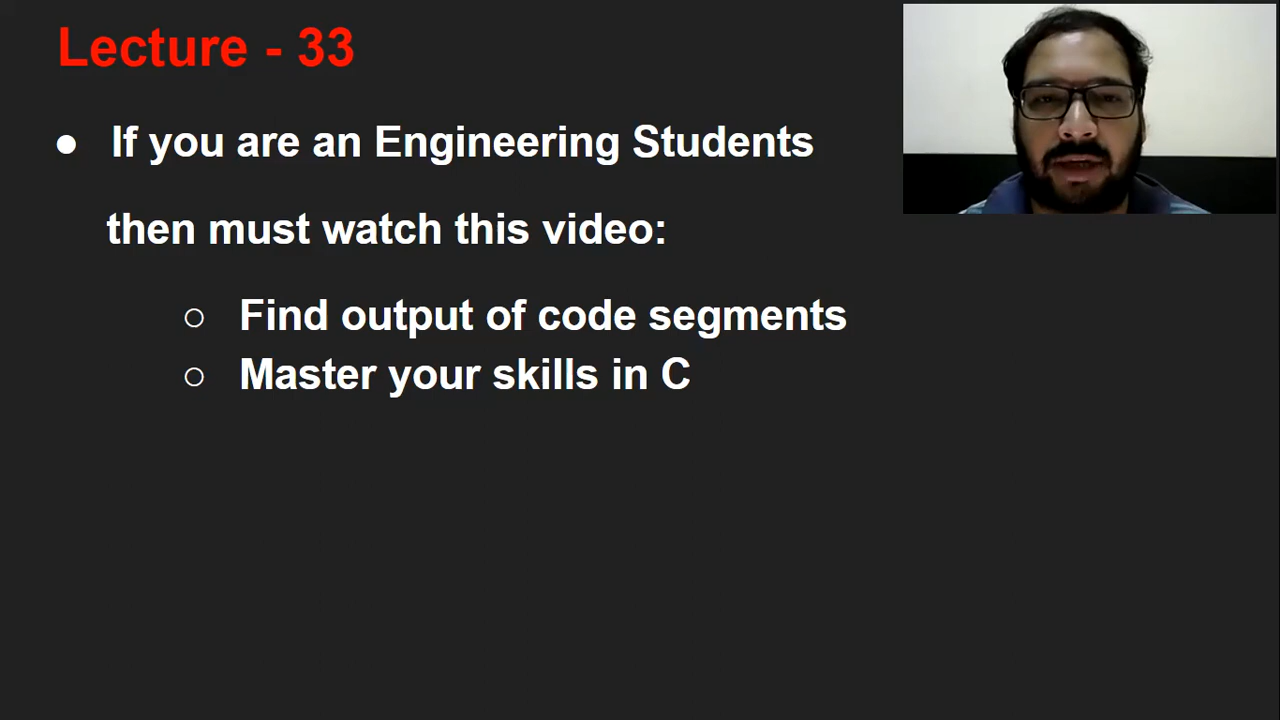 Lecture - 33
● If you are an Engineering Students
then must watch this video:
○ Find output of code segments
○ Master your skills in C